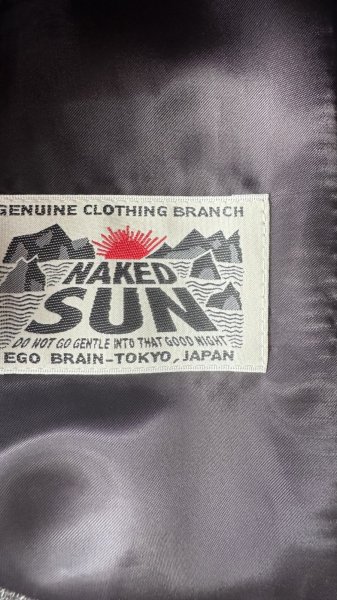 GENUINE CLOTHING BRANCH
NAKED
SUN
DO NOT GO GENTLE INTO THAT GOOD NIGHT
EGO BRAIN-TOKYO, JAPAN